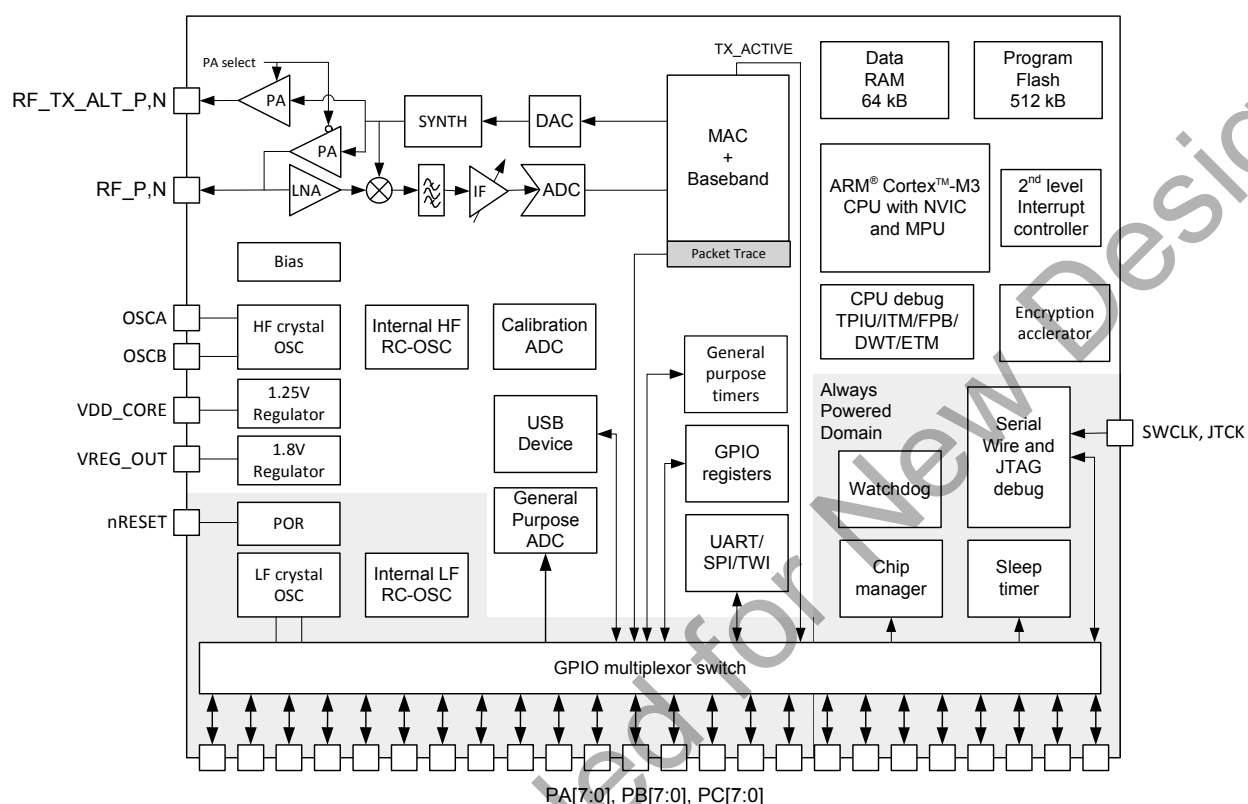 TX_ACTIVE
PA select
RF_TX_ALT_P,N
PA
SYNTH
DAC
MAC
+
Baseband
Packet Trace
PA
RF_P,N
LNA
IF
ADC
Data
RAM
64 kB
Program
Flash
512 kB
ARM® Cortex™-M3
CPU with NVIC
and MPU
2nd level
Interrupt
controller
Bias
OSCA
OSCB
HF crystal
OSC
Internal HF
RC-OSC
Calibration
ADC
CPU debug
TPIU/ITM/FPB/
DWT/ETM
Encryption
acclerator
General
purpose
timers
VDD_CORE
1.25V
Regulator
USB
Device
Always
Powered
Domain
Serial
Wire and
JTAG
debug
SWCLK, JTCK
VREG_OUT
1.8V
Regulator
GPIO
registers
Watchdog
nRESET
POR
General
Purpose
ADC
UART/
SPI/TWI
LF crystal
OSC
Internal LF
RC-OSC
Chip
manager
Sleep
timer
GPIO multiplexor switch
PA[7:0], PB[7:0], PC[7:0]
for New Desig